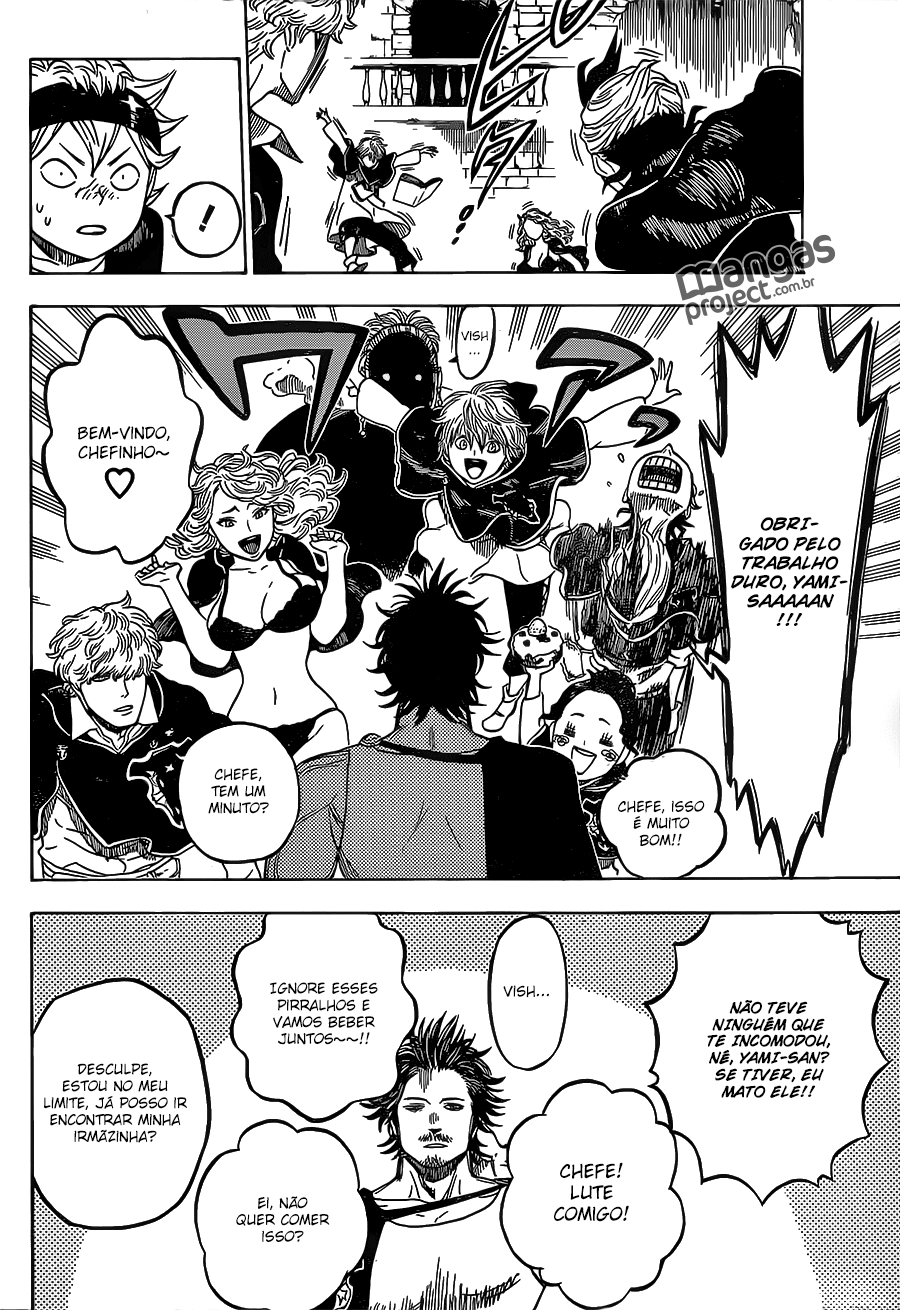 !
Mangas
project.com.br
VISH
...
BEM-VINDO,
CHEFINHO~
♡
OBRI-
GADO PELO
TRABALHO
DURO, YAMI-
SAAAAAN
!!!
CHEFE,
TEM UM
MINUTO?
CHEFE, ISSO
É MUITO
BOM!!
NÃO TEVE
NINGUÉM QUE
TE INCOMODOU,
NÉ, YAMI-SAN?
SE TIVER, EU
MATO ELE!!
VISH...
IGNORE ESSES
PIRRALHOS E
VAMOS BEBER
JUNTOS~~!!
DESCULPE,
ESTOU NO MEU
LIMITE, JÁ POSSO IR
ENCONTRAR MINHA
IRMÃZINHA?
CHEFE!
LUTE
COMIGO!
EI, NÃO
QUER COMER
ISSO?